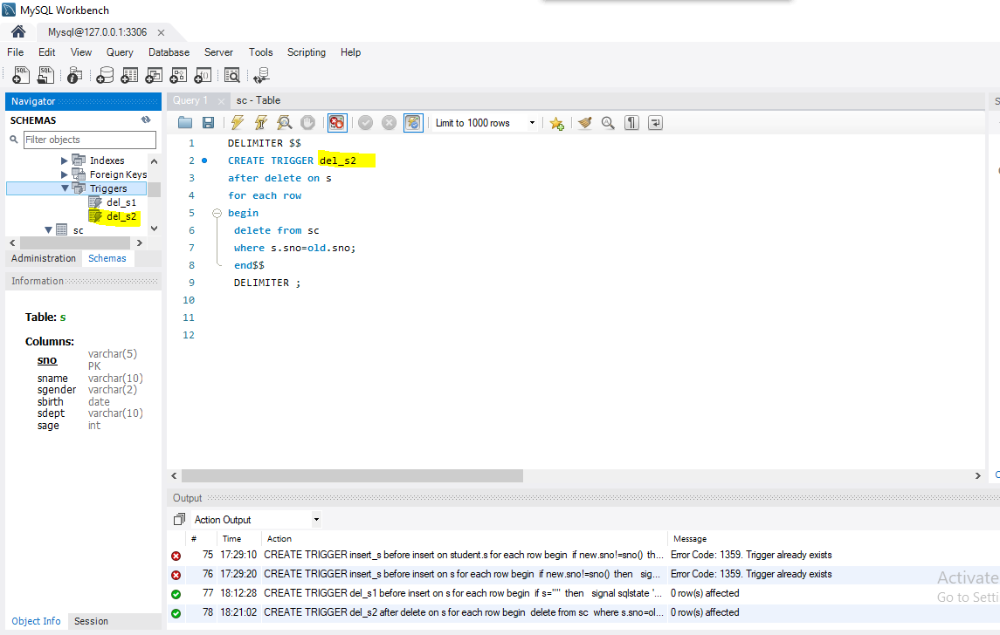 MySQL Workbench
Mysql@127.0.0.1:3306
File Edit View Query Database Server Tools Scripting Help
Navigator
SCHEMAS
Filter objects
Indexes
Foreign Keys
Triggers
del_s1
del_s2
sc
Administration Schemas
Information
Table: s
Columns:
sno varchar(5)
PK
sname varchar(10)
sgender varchar(2)
sbirth date
sdept varchar(10)
sage int
Object Info Session
Query 1 sc - Table
Limit to 1000 rows
1 DELIMITER $$
2 CREATE TRIGGER del_s2
3 after delete on s
4 for each row
5 begin
6 delete from sc
7 where s.sno=old.sno;
8 end$$
9 DELIMITER ;
10
11
12
Output
Action Output
# Time Action Message
75 17:29:10 CREATE TRIGGER insert_s before insert on student.s for each row begin if new.sno!=sno() th... Error Code: 1359. Trigger already exists
76 17:29:20 CREATE TRIGGER insert_s before insert on s for each row begin if new.sno!=sno() then sig... Error Code: 1359. Trigger already exists
77 18:12:28 CREATE TRIGGER del_s1 before insert on s for each row begin if s="" then signal sqlstate '... 0 row(s) affected
78 18:21:02 CREATE TRIGGER del_s2 after delete on s for each row begin delete from sc where s.sno=ol... 0 row(s) affected
Activate
Go to Setti